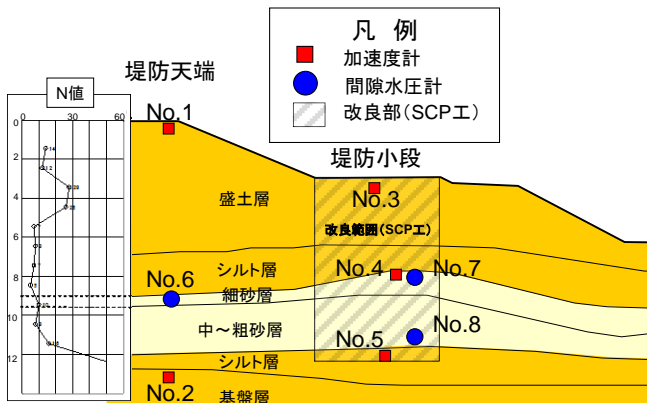 凡 例
加速度計
間隙水圧計
改良部(SCP工)
堤防天端
堤防小段
N値
0 30 60
0
2
4
6
8
10
12
No.1
No.3
改良範囲(SCP工)
盛土層
シルト層
No.4
No.7
No.6
細砂層
中~粗砂層
No.8
No.5
シルト層
No.2
基盤層